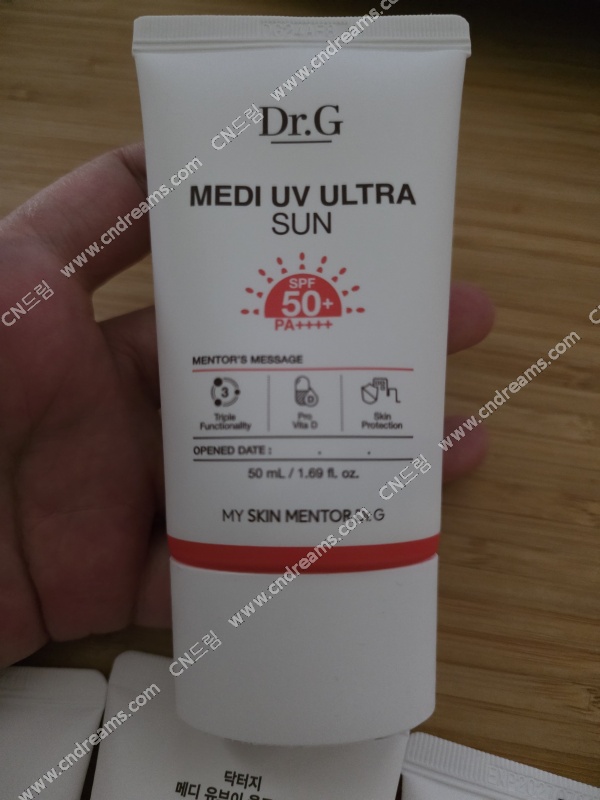 Dr.G
MEDI UV ULTRA
SUN
SPF
50+
PA++++
MENTOR'S MESSAGE
3
Triple
Functionality
Pro
Vita D
Skin
Protection
OPENED DATE : . .
50 mL / 1.69 fl. oz.
MY SKIN MENTOR Dr.G
닥터지
메디 유브이
CN드림 www.cndreams.com